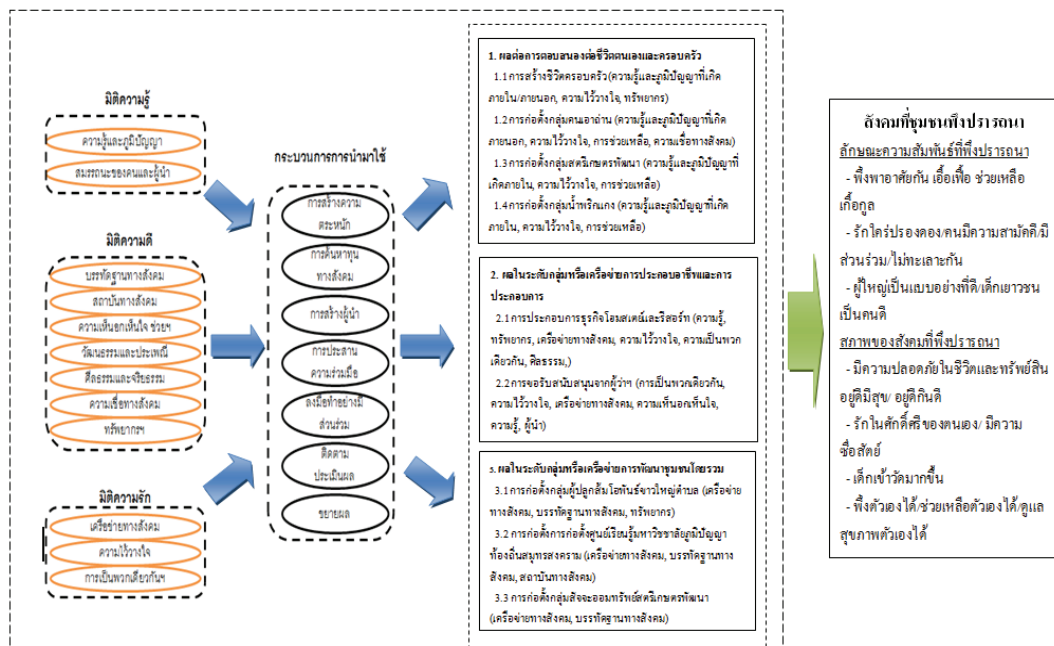 มิติความรู้
ความรู้และภูมิปัญญา
สมรรถนะของคนและผู้นำ
มิติความดี
บรรทัดฐานทางสังคม
สถาบันทางสังคม
ความเห็นอกเห็นใจ ช่วยฯ
วัฒนธรรมและประเพณี
ศีลธรรมและจริยธรรม
ความเชื่อทางสังคม
ทรัพยากรฯ
มิติความรัก
เครือข่ายทางสังคม
ความไว้วางใจ
การเป็นพวกเดียวกันฯ
กระบวนการการนำมาใช้
การสร้างความ
ตระหนัก
การค้นหาทุน
ทางสังคม
การสร้างผู้นำ
การประสาน
ความร่วมมือ
ลงมือทำอย่างมี
ส่วนร่วม
ติดตาม
ประเมินผล
ขยายผล
1. ผลต่อการตอบสนองต่อชีวิตตนเองและครอบครัว
1.1 การสร้างชีวิตครอบครัว(ความรู้และภูมิปัญญาที่เกิด
ภายใน/ภายนอก, ความไว้วางใจ, ทรัพยากร)
1.2 การก่อตั้งกลุ่มคนเอาถ่าน (ความรู้และภูมิปัญญาที่เกิด
ภายนอก, ความไว้วางใจ, การช่วยเหลือ, ความเชื่อทางสังคม)
1.3 การก่อตั้งกลุ่มสตรีเกษตรพัฒนา (ความรู้และภูมิปัญญาที่
เกิดภายใน, ความไว้วางใจ, การช่วยเหลือ)
1.4 การก่อตั้งกลุ่มน้ำพริกแกง (ความรู้และภูมิปัญญาที่เกิด
ภายใน, ความไว้วางใจ, การช่วยเหลือ)
2. ผลในระดับกลุ่มหรือเครือข่ายการประกอบอาชีพและการ
ประกอบการ
2.1 การประกอบการธุรกิจโฮมสเตย์และรีสอร์ท (ความรู้,
ทรัพยากร, เครือข่ายทางสังคม, ความไว้วางใจ, ความเป็นพวก
เดียวกัน, ศีลธรรม,)
2.2 การขอรับสนับสนุนจากผู้ว่าฯ (การเป็นพวกเดียวกัน,
ความไว้วางใจ, เครือข่ายทางสังคม, ความเห็นอกเห็นใจ,
ความรู้, ผู้นำ)
3. ผลในระดับกลุ่มหรือเครือข่ายการพัฒนาชุมชนโดยรวม
3.1 การก่อตั้งกลุ่มผู้ปลูกส้มโอพันธ์ขาวใหญ่ตำบล (เครือข่าย
ทางสังคม, บรรทัดฐานทางสังคม, ทรัพยากร)
3.2 การก่อตั้งการก่อตั้งศูนย์เรียนรู้มหาวิชชาลัยภูมิปัญญา
ท้องถิ่นสมุทรสงคราม (เครือข่ายทางสังคม, บรรทัดฐานทาง
สังคม, สถาบันทางสังคม)
3.3 การก่อตั้งกลุ่มสัจจะออมทรัพย์สตรีเกษตรพัฒนา
(เครือข่ายทางสังคม, บรรทัดฐานทางสังคม)
สังคมที่ชุมชนพึงปรารถนา
ลักษณะความสัมพันธ์ที่พึงปรารถนา
- พึ่งพาอาศัยกัน เอื้อเฟื้อ ช่วยเหลือ
เกื้อกูล
- รักใคร่ปรองดอง/คนมีความสามัคคี/มี
ส่วนร่วม/ไม่ทะเลาะกัน
- ผู้ใหญ่เป็นแบบอย่างที่ดี/เด็กเยาวชน
เป็นคนดี
สภาพของสังคมที่พึงปรารถนา
- มีความปลอดภัยในชีวิตและทรัพย์สิน
อยู่ดีมีสุข/ อยู่ดีกินดี
- รักในศักดิ์ศรีของตนเอง/ มีความ
ซื่อสัตย์
- เด็กเข้าวัดมากขึ้น
- พึ่งตัวเองได้/ช่วยเหลือตัวเองได้/ดูแล
สุขภาพตัวเองได้